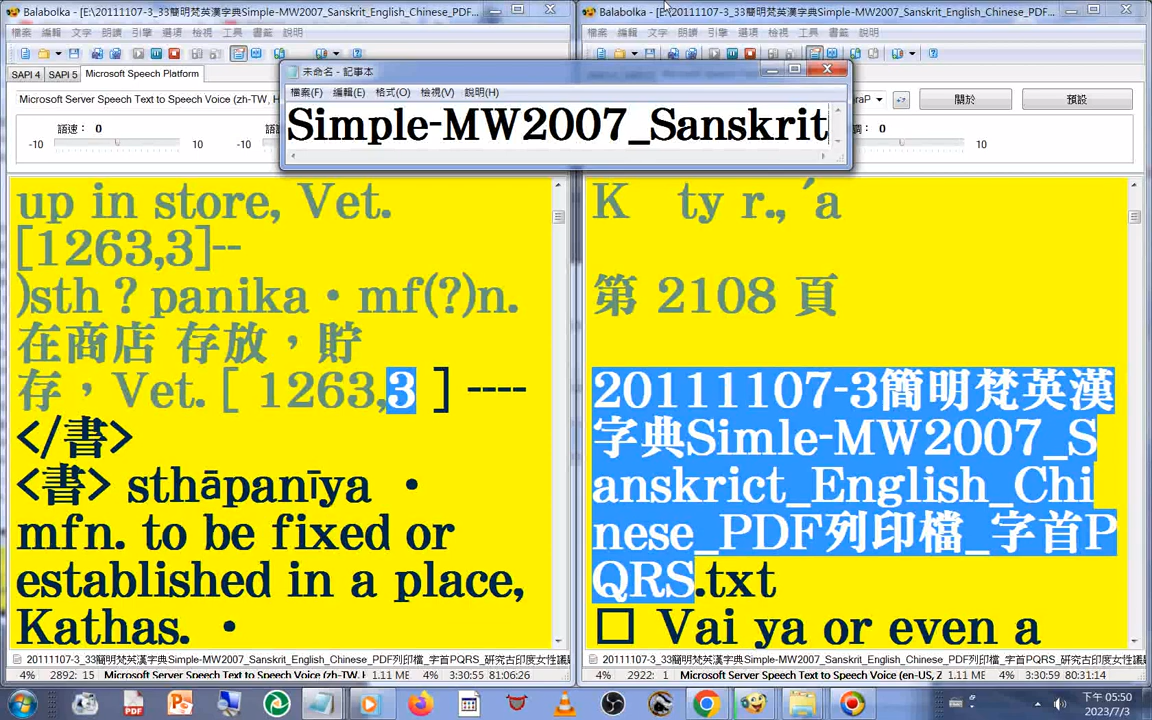 Balabolka - [E:\20111107-3_33簡明梵英漢字典Simple-MW2007_Sanskrit_English_Chinese_PDF...
檔案 編輯 文字 朗讀 引擎 選項 檢視 工具 書籤 說明
SAPI 4 SAPI 5 Microsoft Speech Platform
Microsoft Server Speech Text to Speech Voice (zh-TW, H
語速： 0
-10 10 -10
up in store, Vet.
[1263,3]--
)sth ? panika • mf(?)n.
在商店 存放，貯
存，Vet. [ 1263,3 ] ----
</書>
<書> sthāpanīya •
mfn. to be fixed or
established in a place,
Kathas. •
20111107-3_33簡明梵英漢字典Simple-MW2007_Sanskrit_English_Chinese_PDF列印檔_字首PQRS_研究古印度女性議
4% 2892: 15 Microsoft Server Speech Text to Speech Voice (zh-TW, 1.11 MB 4% 3:30:55 81:06:26
未命名 - 記事本
檔案(F) 編輯(E) 格式(O) 檢視(V) 說明(H)
Simple-MW2007_Sanskrit
Balabolka - [E:\20111107-3_33簡明梵英漢字典Simple-MW2007_Sanskrit_English_Chinese_PDF...
檔案 編輯 文字 朗讀 引擎 選項 檢視 工具 書籤 說明
關於 預設
0
10
K ty r., ´a
第 2108 頁
20111107-3簡明梵英漢
字典Simle-MW2007_S
anskrict_English_Chi
nese_PDF列印檔_字首P
QRS.txt
□ Vai ya or even a
20111107-3_33簡明梵英漢字典Simple-MW2007_Sanskrit_English_Chinese_PDF列印檔_字首PQRS_研究古印度女性議
4% 2922: 1 Microsoft Server Speech Text to Speech Voice (en-US, Z 1.11 MB 4% 3:30:55 80:31:14
下午 05:50
2023/7/3